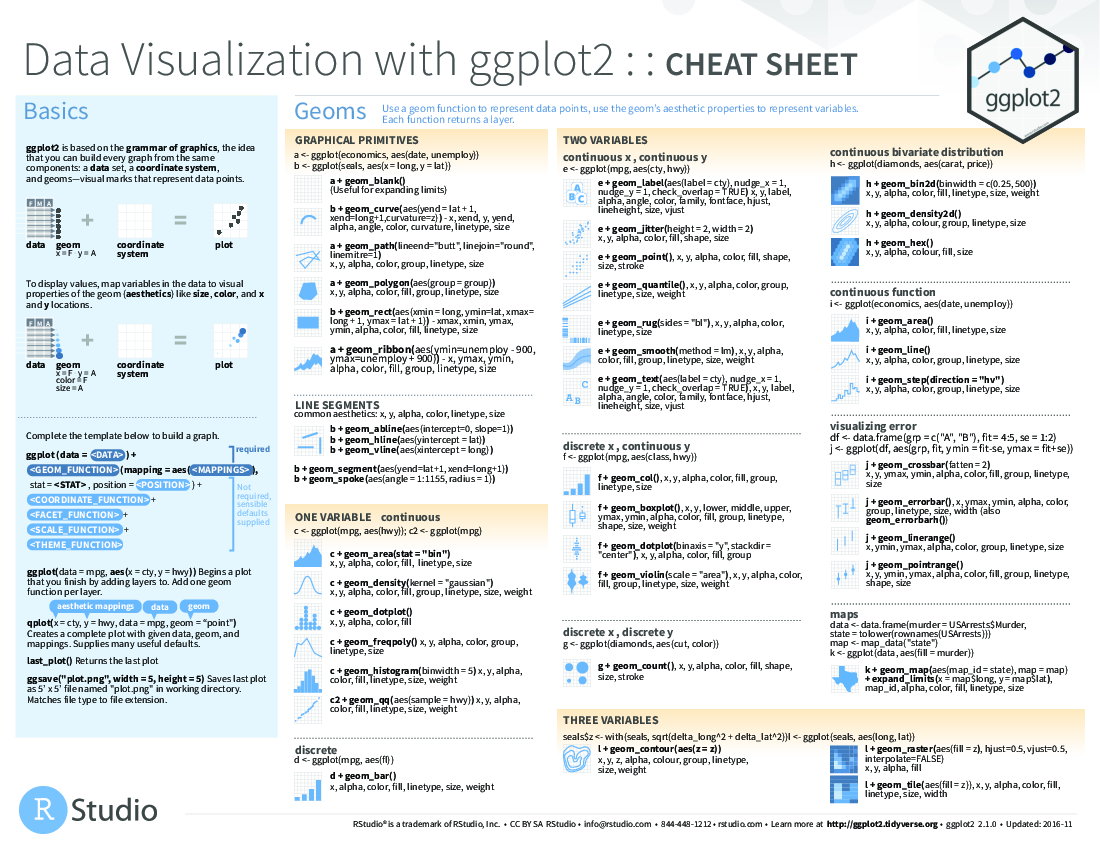 Data Visualization with ggplot2 : : CHEAT SHEET
ggplot2
Basics
ggplot2 is based on the grammar of graphics, the idea
that you can build every graph from the same
components: a data set, a coordinate system,
and geoms—visual marks that represent data points.
F M A
+
=
data geom coordinate plot
x = F y = A system
To display values, map variables in the data to visual
properties of the geom (aesthetics) like size, color, and x
and y locations.
F M A
+
=
data geom coordinate plot
x = F y = A system
color = F
size = A
Complete the template below to build a graph.
required
ggplot (data = <DATA>) +
<GEOM_FUNCTION> (mapping = aes(<MAPPINGS>),
stat = <STAT> , position = <POSITION>) +
<COORDINATE_FUNCTION> +
<FACET_FUNCTION> +
<SCALE_FUNCTION> +
<THEME_FUNCTION>
Not
required,
sensible
defaults
supplied
ggplot(data = mpg, aes(x = cty, y = hwy)) Begins a plot
that you finish by adding layers to. Add one geom
function per layer.
aesthetic mappings data geom
qplot(x = cty, y = hwy, data = mpg, geom = “point")
Creates a complete plot with given data, geom, and
mappings. Supplies many useful defaults.
last_plot() Returns the last plot
ggsave("plot.png", width = 5, height = 5) Saves last plot
as 5’ x 5’ file named "plot.png" in working directory.
Matches file type to file extension.
Geoms
Use a geom function to represent data points, use the geom’s aesthetic properties to represent variables.
Each function returns a layer.
GRAPHICAL PRIMITIVES
a <- ggplot(economics, aes(date, unemploy))
b <- ggplot(seals, aes(x = long, y = lat))
a + geom_blank()
(Useful for expanding limits)
b + geom_curve(aes(yend = lat + 1,
xend=long+1,curvature=z)) - x, xend, y, yend,
alpha, angle, color, curvature, linetype, size
a + geom_path(lineend="butt", linejoin="round",
linemitre=1)
x, y, alpha, color, group, linetype, size
a + geom_polygon(aes(group = group))
x, y, alpha, color, fill, group, linetype, size
b + geom_rect(aes(xmin = long, ymin=lat, xmax=
long + 1, ymax = lat + 1)) - xmax, xmin, ymax,
ymin, alpha, color, fill, linetype, size
a + geom_ribbon(aes(ymin=unemploy - 900,
ymax=unemploy + 900)) - x, ymax, ymin,
alpha, color, fill, group, linetype, size
LINE SEGMENTS
common aesthetics: x, y, alpha, color, linetype, size
b + geom_abline(aes(intercept=0, slope=1))
b + geom_hline(aes(yintercept = lat))
b + geom_vline(aes(xintercept = long))
b + geom_segment(aes(yend=lat+1, xend=long+1))
b + geom_spoke(aes(angle = 1:1155, radius = 1))
ONE VARIABLE continuous
c <- ggplot(mpg, aes(hwy)); c2 <- ggplot(mpg)
c + geom_area(stat = "bin")
x, y, alpha, color, fill, linetype, size
c + geom_density(kernel = "gaussian")
x, y, alpha, color, fill, group, linetype, size, weight
c + geom_dotplot()
x, y, alpha, color, fill
c + geom_freqpoly() x, y, alpha, color, group,
linetype, size
c + geom_histogram(binwidth = 5) x, y, alpha,
color, fill, linetype, size, weight
c2 + geom_qq(aes(sample = hwy)) x, y, alpha,
color, fill, linetype, size, weight
discrete
d <- ggplot(mpg, aes(fl))
d + geom_bar()
x, alpha, color, fill, linetype, size, weight
TWO VARIABLES
continuous x , continuous y
e <- ggplot(mpg, aes(cty, hwy))
A B C
e + geom_label(aes(label = cty), nudge_x = 1,
nudge_y = 1, check_overlap = TRUE) x, y, label,
alpha, angle, color, family, fontface, hjust,
lineheight, size, vjust
e + geom_jitter(height = 2, width = 2)
x, y, alpha, color, fill, shape, size
e + geom_point(), x, y, alpha, color, fill, shape,
size, stroke
e + geom_quantile(), x, y, alpha, color, group,
linetype, size, weight
e + geom_rug(sides = "bl"), x, y, alpha, color,
linetype, size
e + geom_smooth(method = lm), x, y, alpha,
color, fill, group, linetype, size, weight
A B C
e + geom_text(aes(label = cty), nudge_x = 1,
nudge_y = 1, check_overlap = TRUE) x, y, label,
alpha, angle, color, family, fontface, hjust,
lineheight, size, vjust
discrete x , continuous y
f <- ggplot(mpg, aes(class, hwy))
f + geom_col(), x, y, alpha, color, fill, group,
linetype, size
f + geom_boxplot(), x, y, lower, middle, upper,
ymax, ymin, alpha, color, fill, group, linetype,
shape, size, weight
f + geom_dotplot(binaxis = "y", stackdir =
"center"), x, y, alpha, color, fill, group
f + geom_violin(scale = "area"), x, y, alpha, color,
fill, group, linetype, size, weight
discrete x , discrete y
g <- ggplot(diamonds, aes(cut, color))
g + geom_count(), x, y, alpha, color, fill, shape,
size, stroke
continuous bivariate distribution
h <- ggplot(diamonds, aes(carat, price))
h + geom_bin2d(binwidth = c(0.25, 500))
x, y, alpha, color, fill, linetype, size, weight
h + geom_density2d()
x, y, alpha, colour, group, linetype, size
h + geom_hex()
x, y, alpha, colour, fill, size
continuous function
i <- ggplot(economics, aes(date, unemploy))
i + geom_area()
x, y, alpha, color, fill, linetype, size
i + geom_line()
x, y, alpha, color, group, linetype, size
i + geom_step(direction = "hv")
x, y, alpha, color, group, linetype, size
visualizing error
df <- data.frame(grp = c("A", "B"), fit = 4:5, se = 1:2)
j <- ggplot(df, aes(grp, fit, ymin = fit-se, ymax = fit+se))
j + geom_crossbar(fatten = 2)
x, y, ymax, ymin, alpha, color, fill, group, linetype,
size
j + geom_errorbar(), x, ymax, ymin, alpha, color,
group, linetype, size, width (also
geom_errorbarh())
j + geom_linerange()
x, ymin, ymax, alpha, color, group, linetype, size
j + geom_pointrange()
x, y, ymin, ymax, alpha, color, fill, group, linetype,
shape, size
maps
data <- data.frame(murder = USArrests$Murder,
state = tolower(rownames(USArrests)))
map <- map_data("state")
k <- ggplot(data, aes(fill = murder))
k + geom_map(aes(map_id = state), map = map)
+ expand_limits(x = map$long, y = map$lat),
map_id, alpha, color, fill, linetype, size
THREE VARIABLES
seals$z <- with(seals, sqrt(delta_long^2 + delta_lat^2))l <- ggplot(seals, aes(long, lat))
l + geom_contour(aes(z = z))
x, y, z, alpha, colour, group, linetype,
size, weight
l + geom_raster(aes(fill = z), hjust=0.5, vjust=0.5,
interpolate=FALSE)
x, y, alpha, fill
l + geom_tile(aes(fill = z)), x, y, alpha, color, fill,
linetype, size, width
R Studio
RStudio® is a trademark of RStudio, Inc. • CC BY SA RStudio • info@rstudio.com • 844-448-1212 • rstudio.com • Learn more at http://ggplot2.tidyverse.org • ggplot2 2.1.0 • Updated: 2016-11